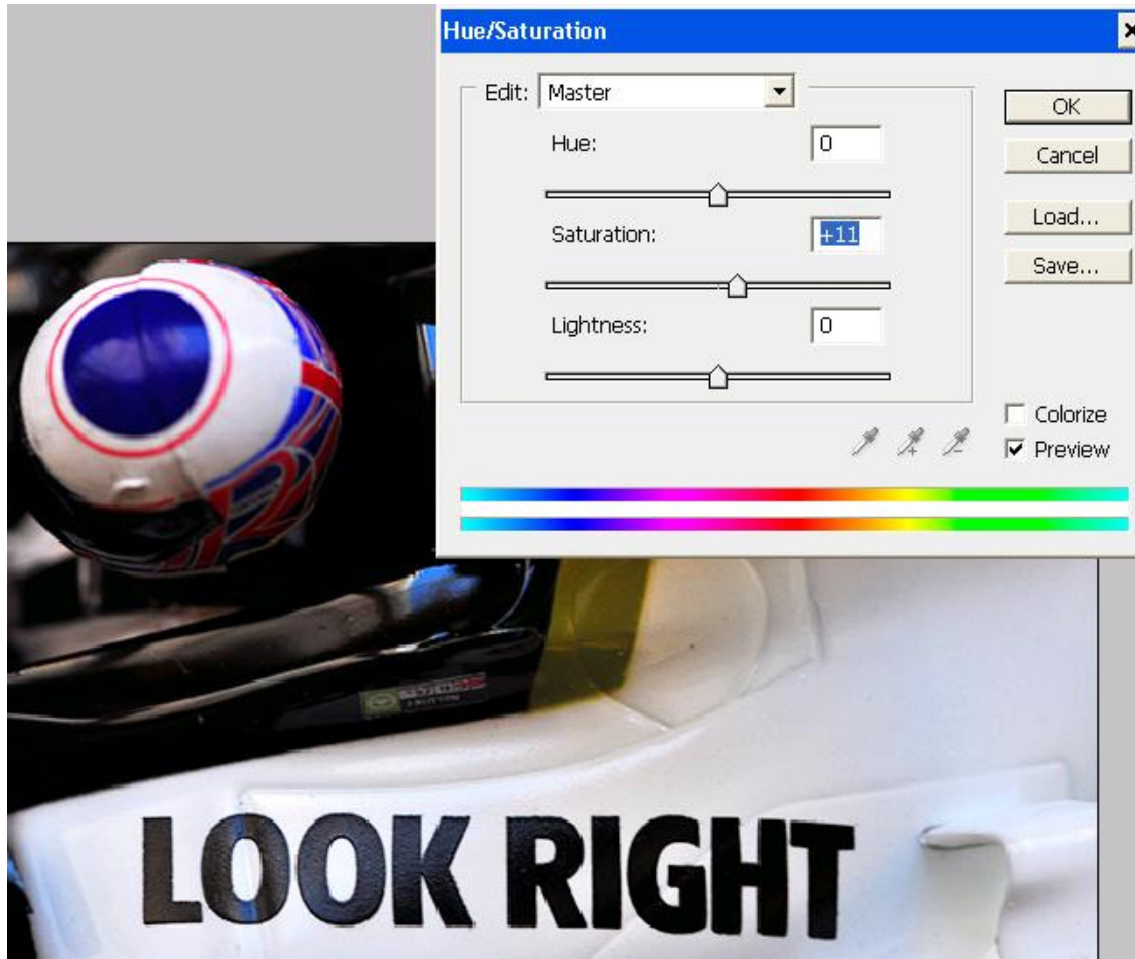 Hue/Saturation
Edit: Master
Hue: 0
Saturation: +11
Lightness: 0
OK
Cancel
Load...
Save...
Colorize
Preview
LOOK RIGHT